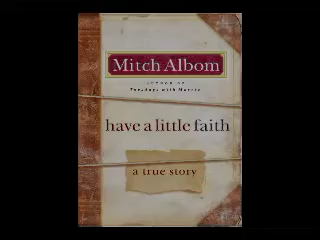 Mitch Albom
AUTHOR OF
Tuesdays with Morrie
have a little faith
a true story